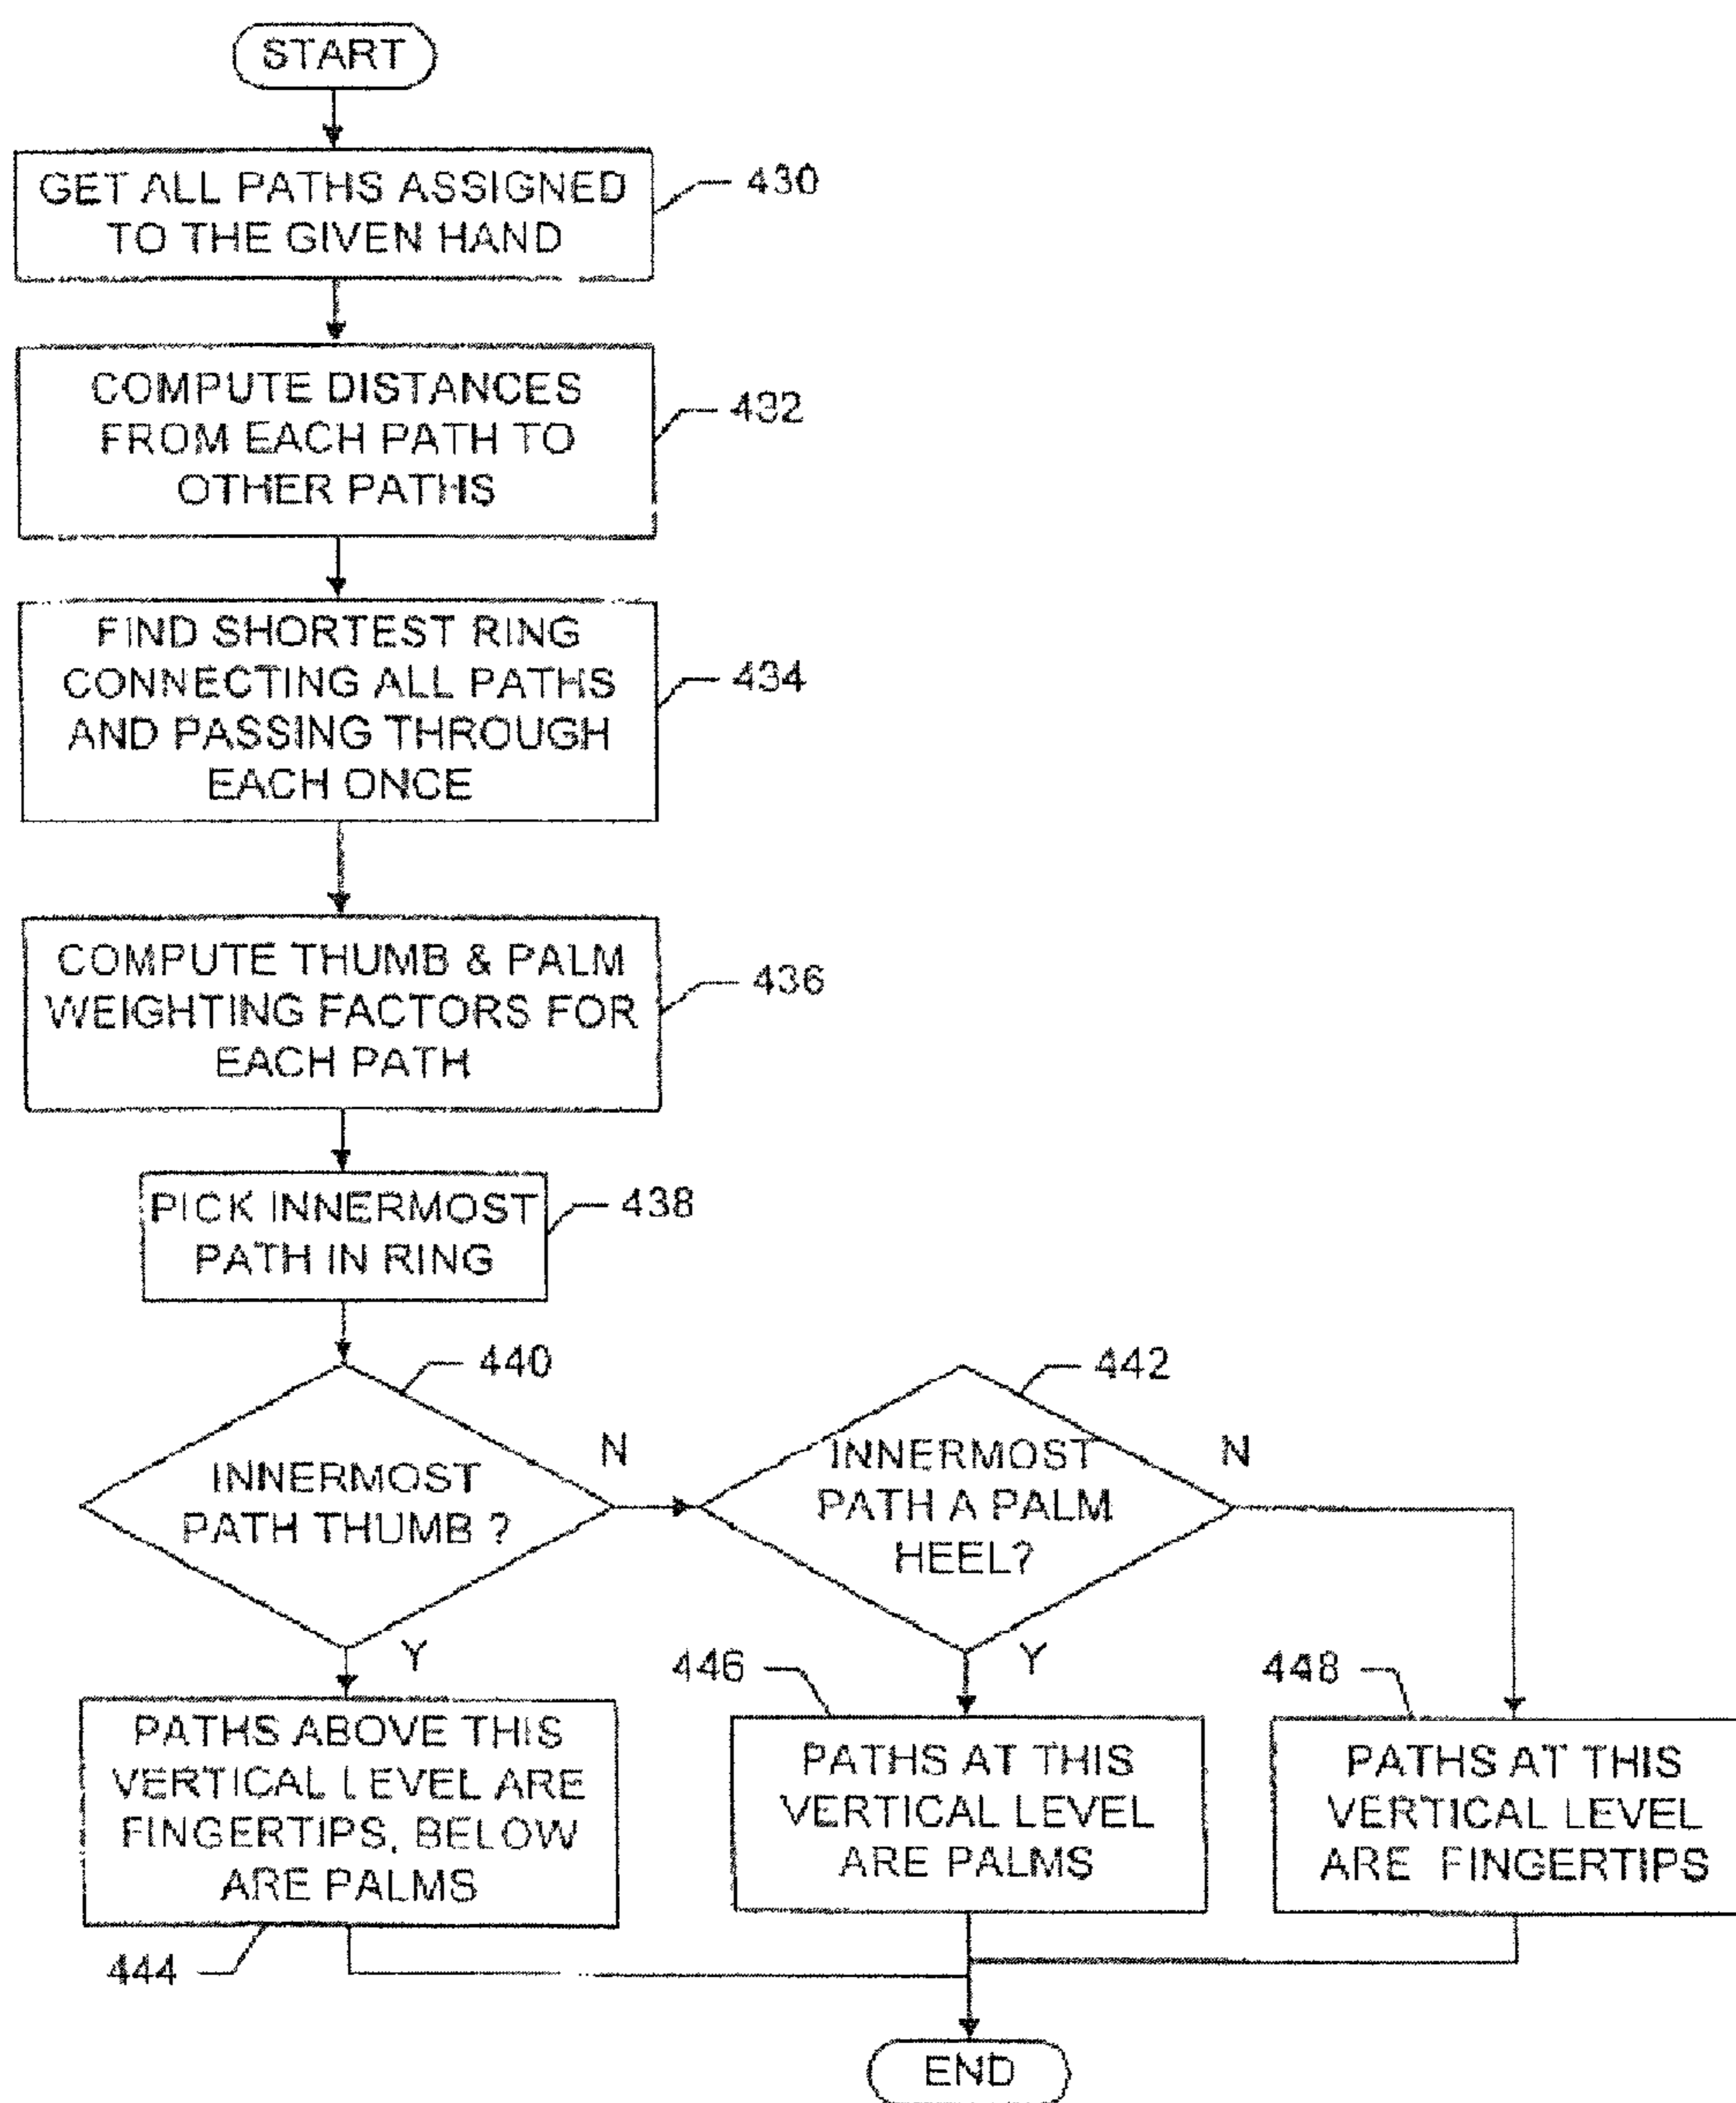 START
GET ALL PATHS ASSIGNED
TO THE GIVEN HAND
430
COMPUTE DISTANCES
FROM EACH PATH TO
OTHER PATHS
432
FIND SHORTEST RING
CONNECTING ALL PATHS
AND PASSING THROUGH
EACH ONCE
434
COMPUTE THUMB & PALM
WEIGHTING FACTORS FOR
EACH PATH
436
PICK INNERMOST
PATH IN RING
438
440
INNERMOST
PATH THUMB ?
N
Y
442
INNERMOST
PATH A PALM
HEEL?
N
Y
PATHS ABOVE THIS
VERTICAL LEVEL ARE
FINGERTIPS, BELOW
ARE PALMS
444
446
PATHS AT THIS
VERTICAL LEVEL
ARE PALMS
448
PATHS AT THIS
VERTICAL LEVEL
ARE FINGERTIPS
END